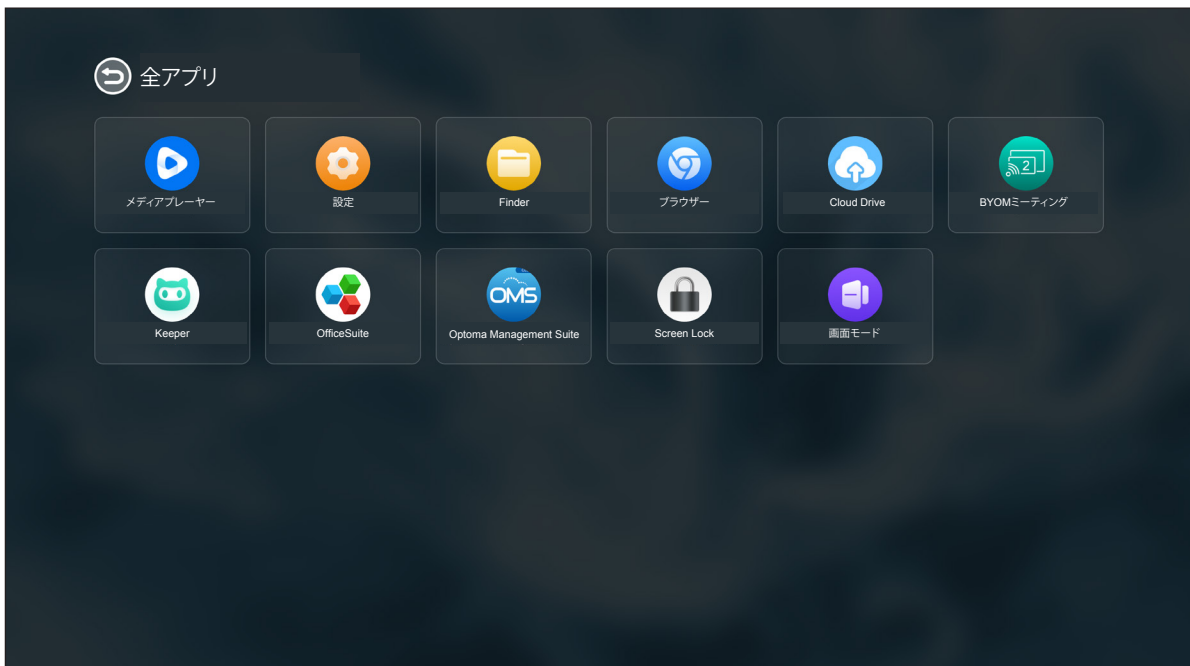 全アプリ
メディアプレーヤー
設定
Finder
ブラウザー
Cloud Drive
2
BYOMミーティング
Keeper
OfficeSuite
OMS
Optoma Management Suite
Screen Lock
画面モード